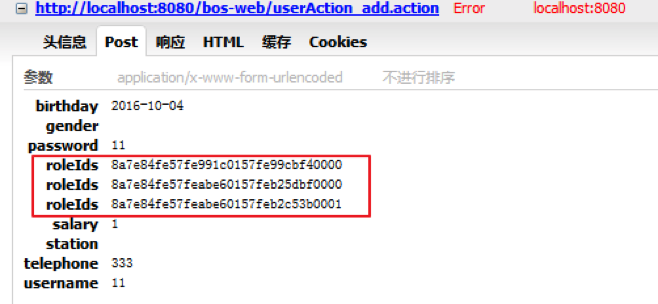 http://localhost:8080/bos-web/userAction_add.action Error localhost:8080
头信息 Post 响应 HTML 缓存 Cookies
参数 application/x-www-form-urlencoded 不进行排序
birthday 2016-10-04
gender
password 11
roleIds 8a7e84fe57fe991c0157fe99cbf40000
roleIds 8a7e84fe57feabe60157feb25dbf0000
roleIds 8a7e84fe57feabe60157feb2c53b0001
salary 1
station
telephone 333
username 11